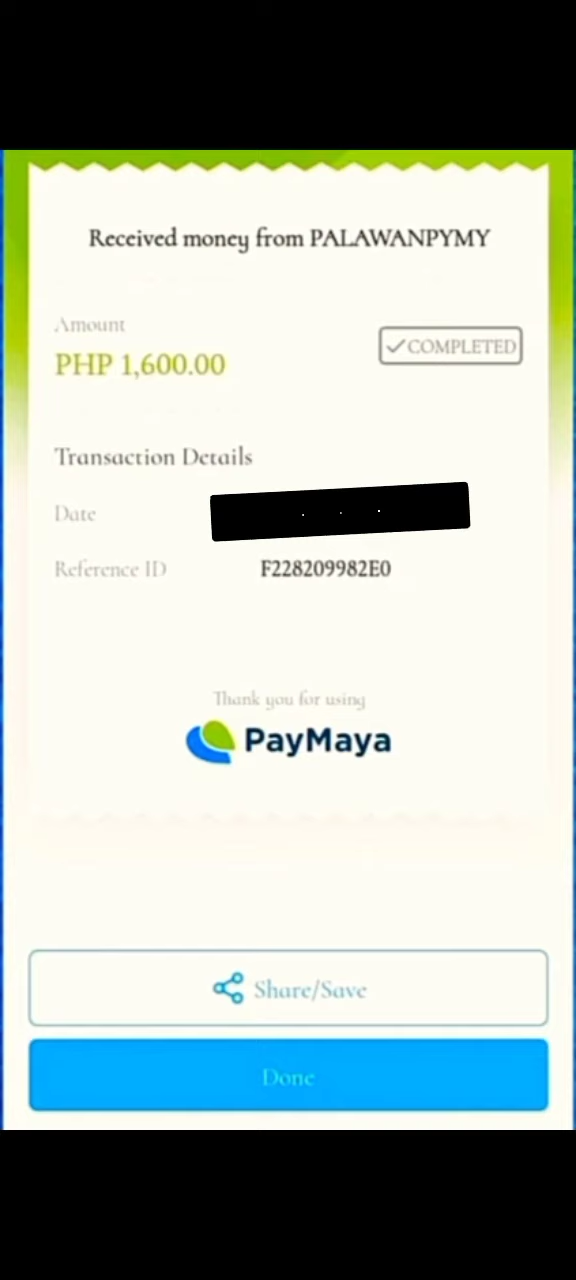 Received money from PALAWANPYMY
Amount
PHP 1,600.00
COMPLETED
Transaction Details
Date
Reference ID F228209982E0
Thank you for using
PayMaya
Share/Save
Done